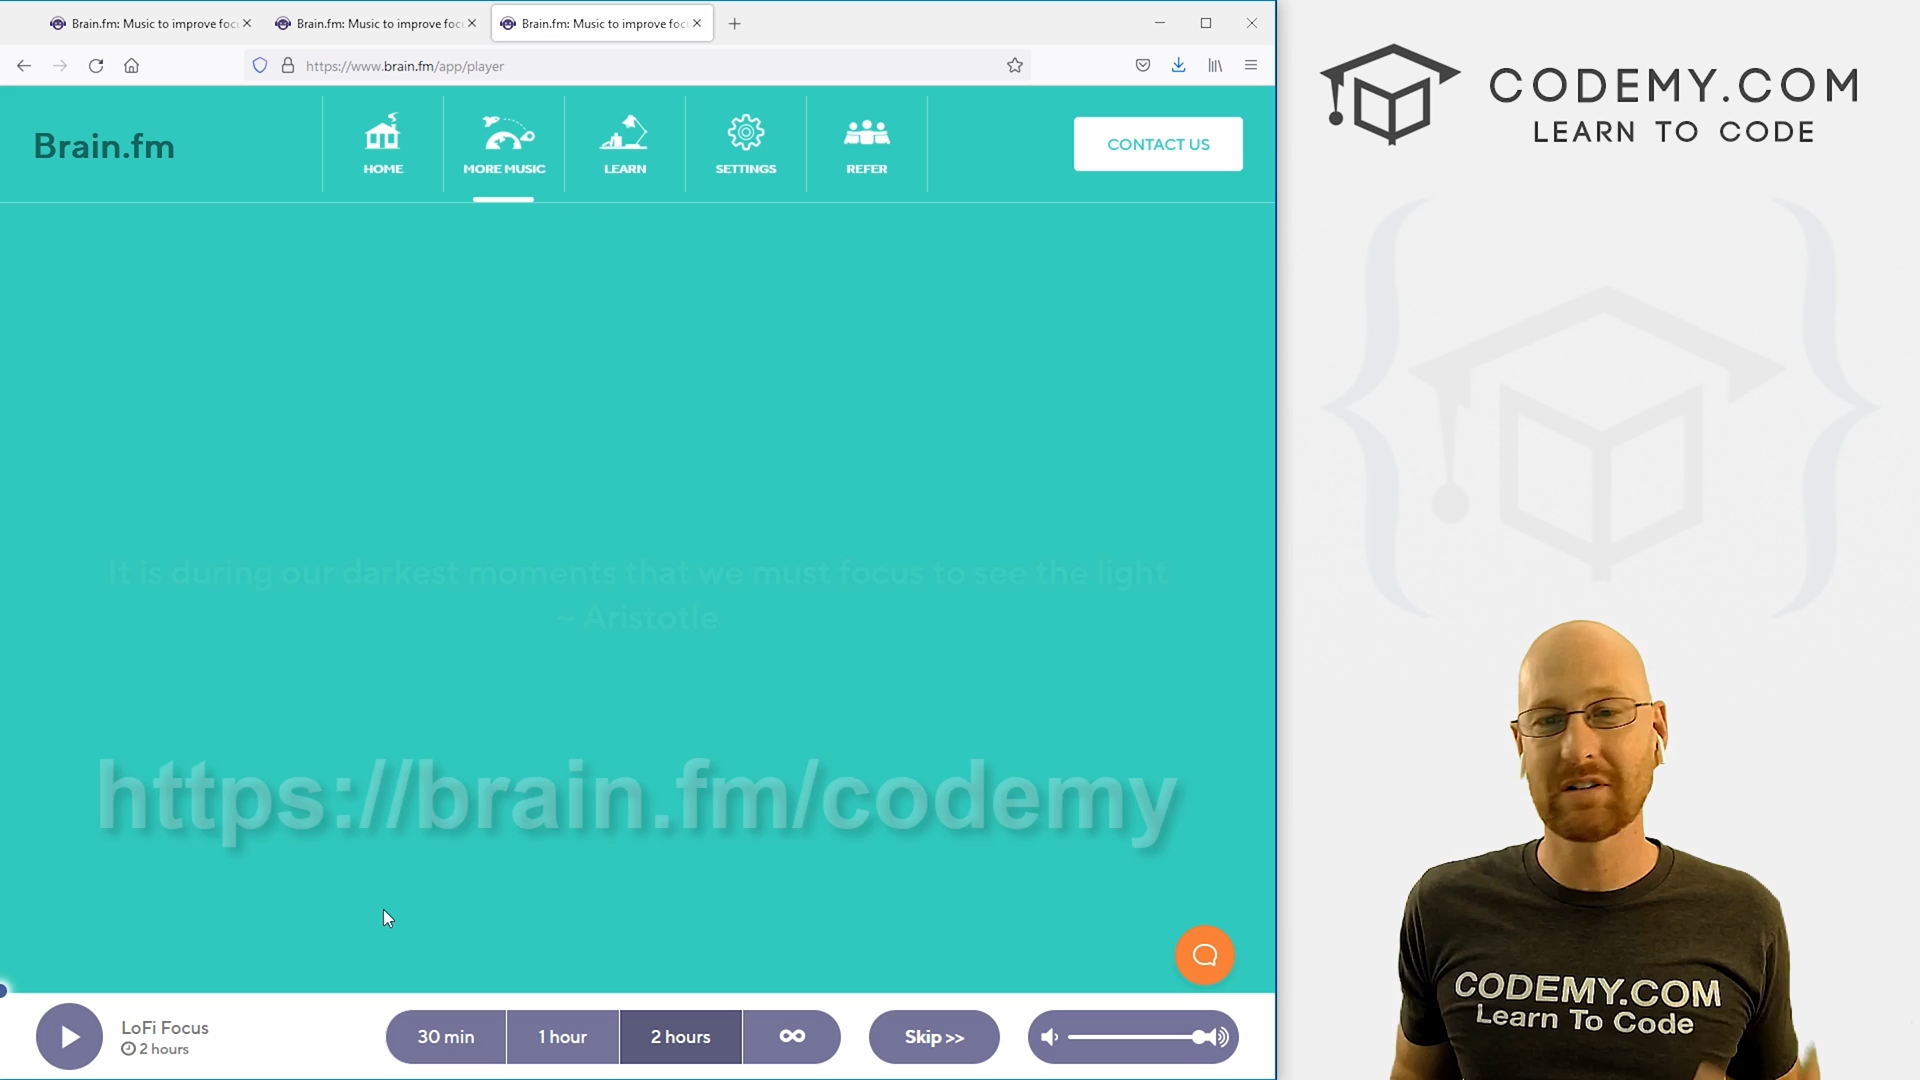 Brain.fm: Music to improve foc
Brain.fm: Music to improve foc
Brain.fm: Music to improve foc
https://www.brain.fm/app/player
Brain.fm
HOME
MORE MUSIC
LEARN
SETTINGS
REFER
CONTACT US
It is during our darkest moments that we must focus to see the light
~ Aristotle
https://brain.fm/codemy
LoFi Focus
2 hours
30 min
1 hour
2 hours
∞
Skip >>
CODEMY.COM
LEARN TO CODE
CODEMY.COM
Learn To Code